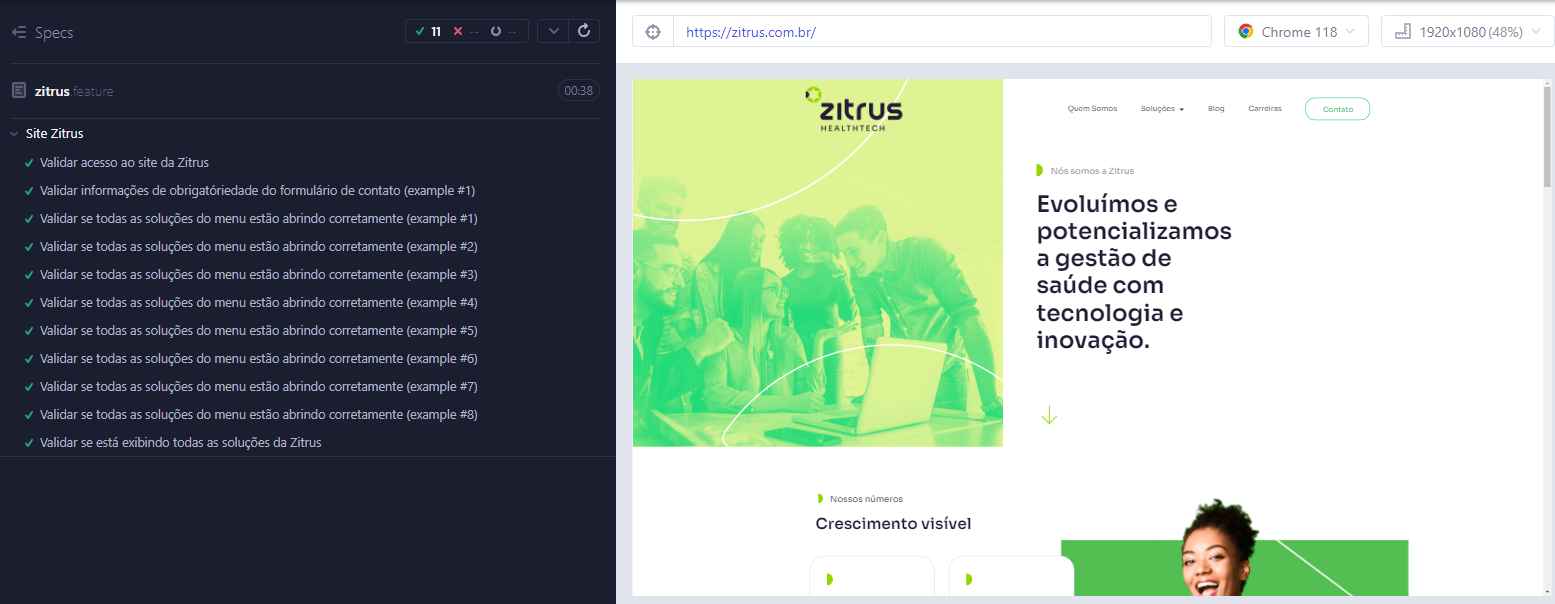 Specs
11 -- --
zitrus.feature
00:38
Site Zitrus
Validar acesso ao site da Zitrus
Validar informações de obrigatóriedade do formulário de contato (example #1)
Validar se todas as soluções do menu estão abrindo corretamente (example #1)
Validar se todas as soluções do menu estão abrindo corretamente (example #2)
Validar se todas as soluções do menu estão abrindo corretamente (example #3)
Validar se todas as soluções do menu estão abrindo corretamente (example #4)
Validar se todas as soluções do menu estão abrindo corretamente (example #5)
Validar se todas as soluções do menu estão abrindo corretamente (example #6)
Validar se todas as soluções do menu estão abrindo corretamente (example #7)
Validar se todas as soluções do menu estão abrindo corretamente (example #8)
Validar se está exibindo todas as soluções da Zitrus
https://zitrus.com.br/
Chrome 118
1920x1080 (48%)
zitrus
HEALTHTECH
Quem Somos
Soluções
Blog
Carreiras
Contato
Nós somos a Zitrus
Evoluímos e
potencializamos
a gestão de
saúde com
tecnologia e
inovação.
Nossos números
Crescimento visível